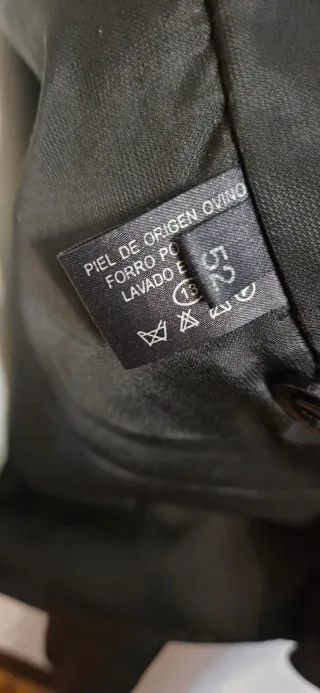 PIEL DE ORIGEN OVINO
FORRO PO
LAVADO E
52